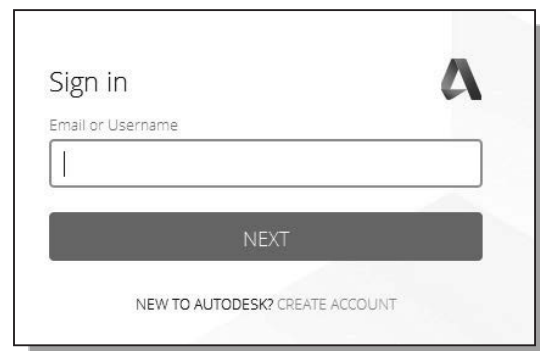 Sign in
Email or Username
NEXT
NEW TO AUTODESK? CREATE ACCOUNT